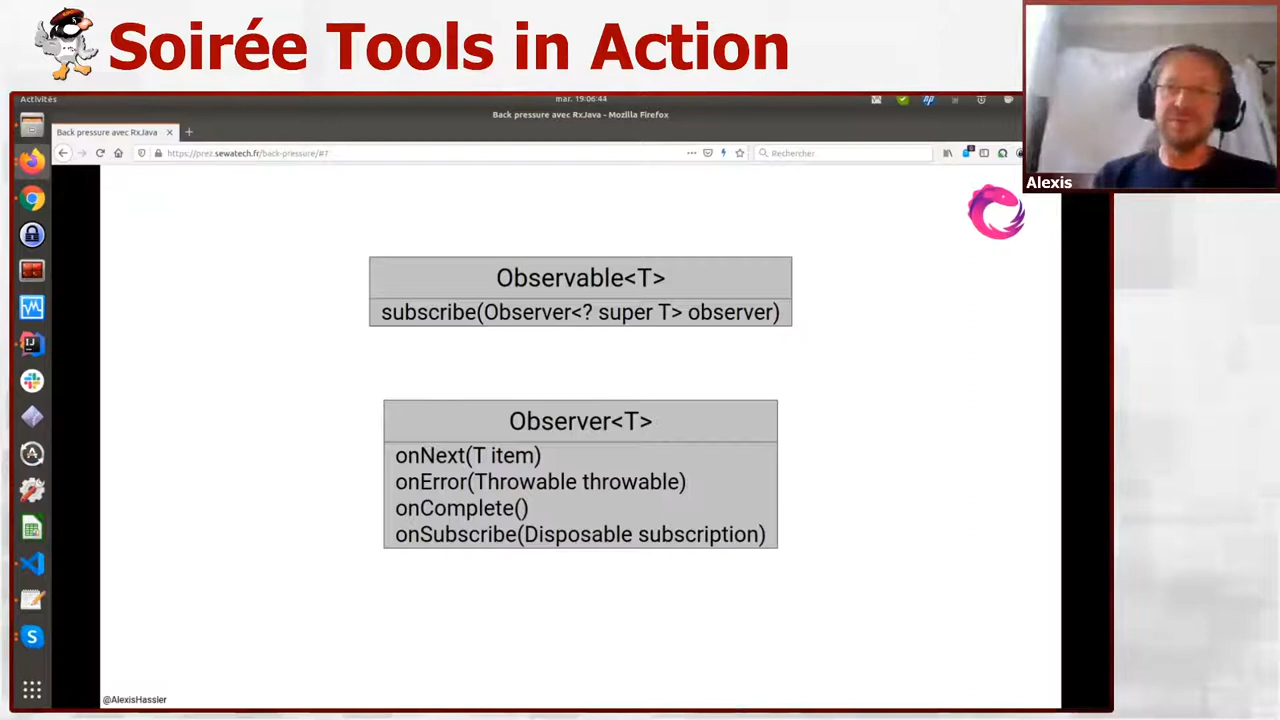 Soirée Tools in Action
Activités
mar. 19:06:44
Back pressure avec RxJava - Mozilla Firefox
Back pressure avec RxJava
https://prez.sewatech.fr/back-pressure/#7
Rechercher
Alexis
Observable<T>
subscribe(Observer<? super T> observer)
Observer<T>
onNext(T item)
onError(Throwable throwable)
onComplete()
onSubscribe(Disposable subscription)
@AlexisHassler